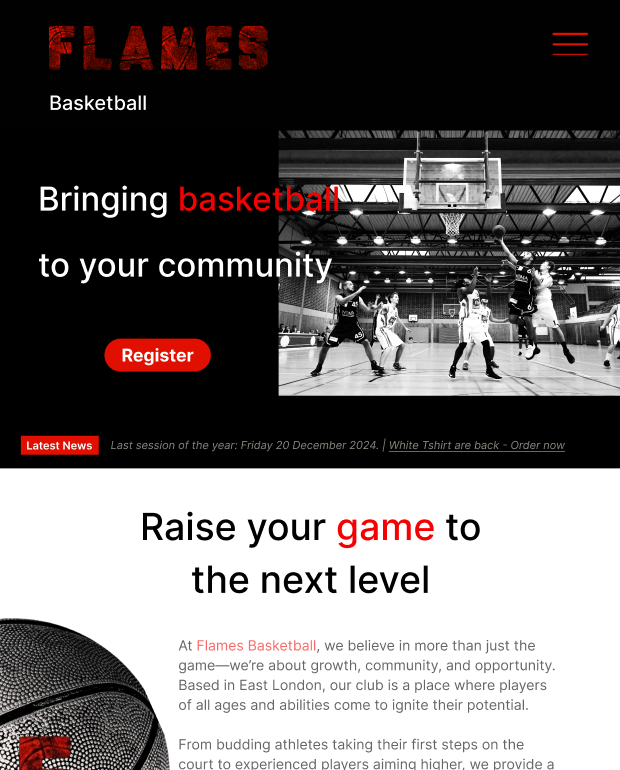 FLAMES
Basketball
Bringing basketball
to your community
Register
Latest News Last session of the year: Friday 20 December 2024. | White Tshirt are back - Order now
Raise your game to
the next level
At Flames Basketball, we believe in more than just the
game—we’re about growth, community, and opportunity.
Based in East London, our club is a place where players
of all ages and abilities come to ignite their potential.
From budding athletes taking their first steps on the
court to experienced players aiming higher, we provide a